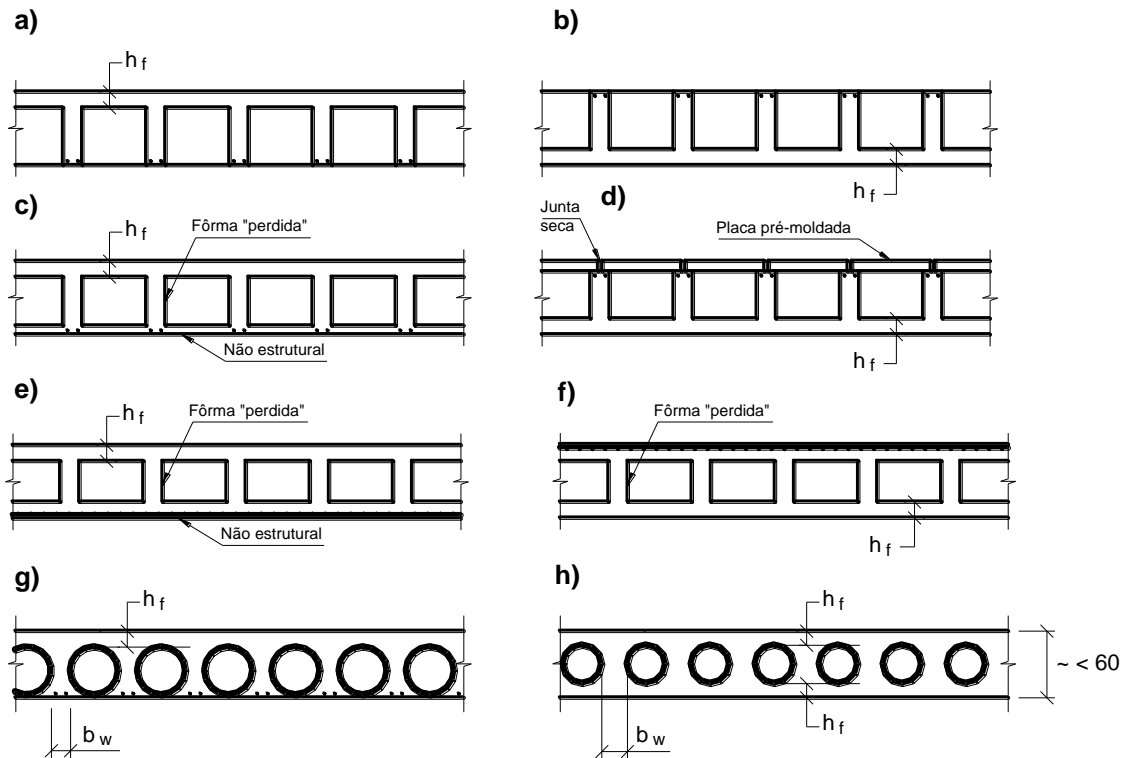 a)
h f
b)
h f
c)
h f
Fôrma "perdida"
Não estrutural
d)
Junta
seca
Placa pré-moldada
h f
e)
h f
Fôrma "perdida"
Não estrutural
f)
Fôrma "perdida"
h f
g)
h f
b w
h)
h f
~ < 60
h f
b w